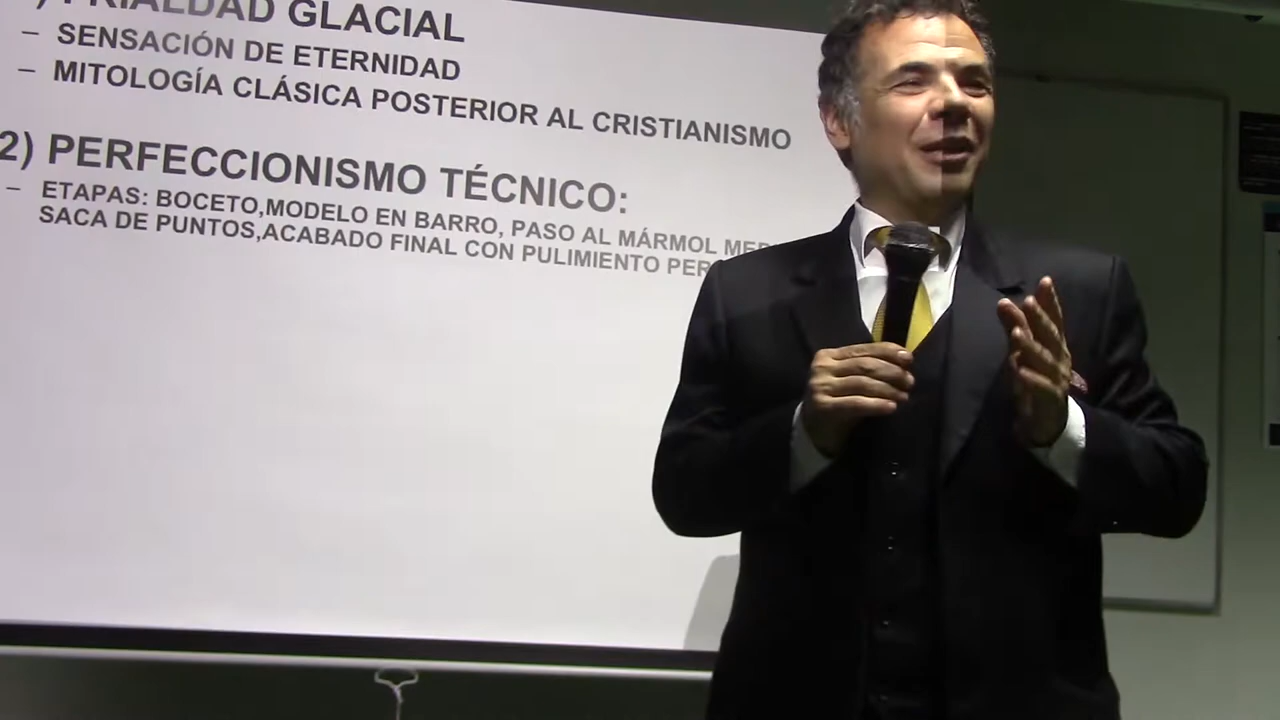 FRIALDAD GLACIAL
– SENSACIÓN DE ETERNIDAD
– MITOLOGÍA CLÁSICA POSTERIOR AL CRISTIANISMO
2) PERFECCIONISMO TÉCNICO:
– ETAPAS: BOCETO,MODELO EN BARRO, PASO AL MÁRMOL
SACA DE PUNTOS,ACABADO FINAL CON PULIMIENTO